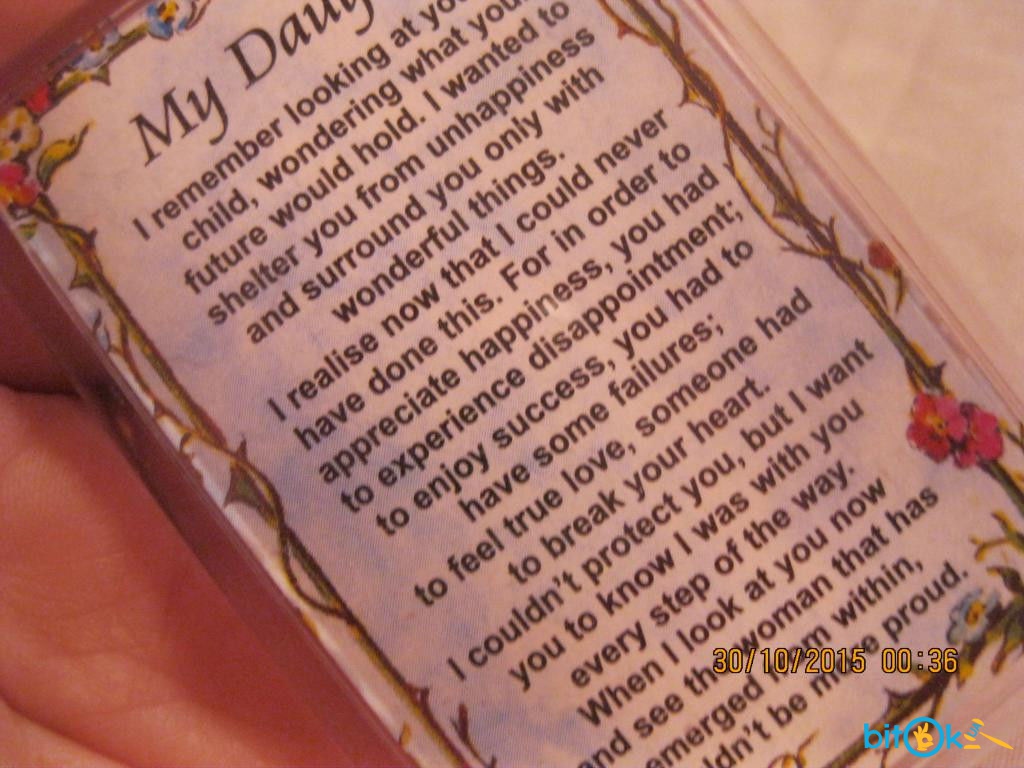 My Daug
I remember looking at yo
child, wondering what your
future would hold. I wanted to
shelter you from unhappiness
and surround you only with
wonderful things.
I realise now that I could never
have done this. For in order to
appreciate happiness, you had
to experience disappointment;
to enjoy success, you had to
have some failures;
to feel true love, someone had
to break your heart.
I couldn't protect you, but I want
you to know I was with you
every step of the way.
When I look at you now
and see the woman that has
emerged from within,
ldn't be more proud.
30/10/2015 00:36
bitOk